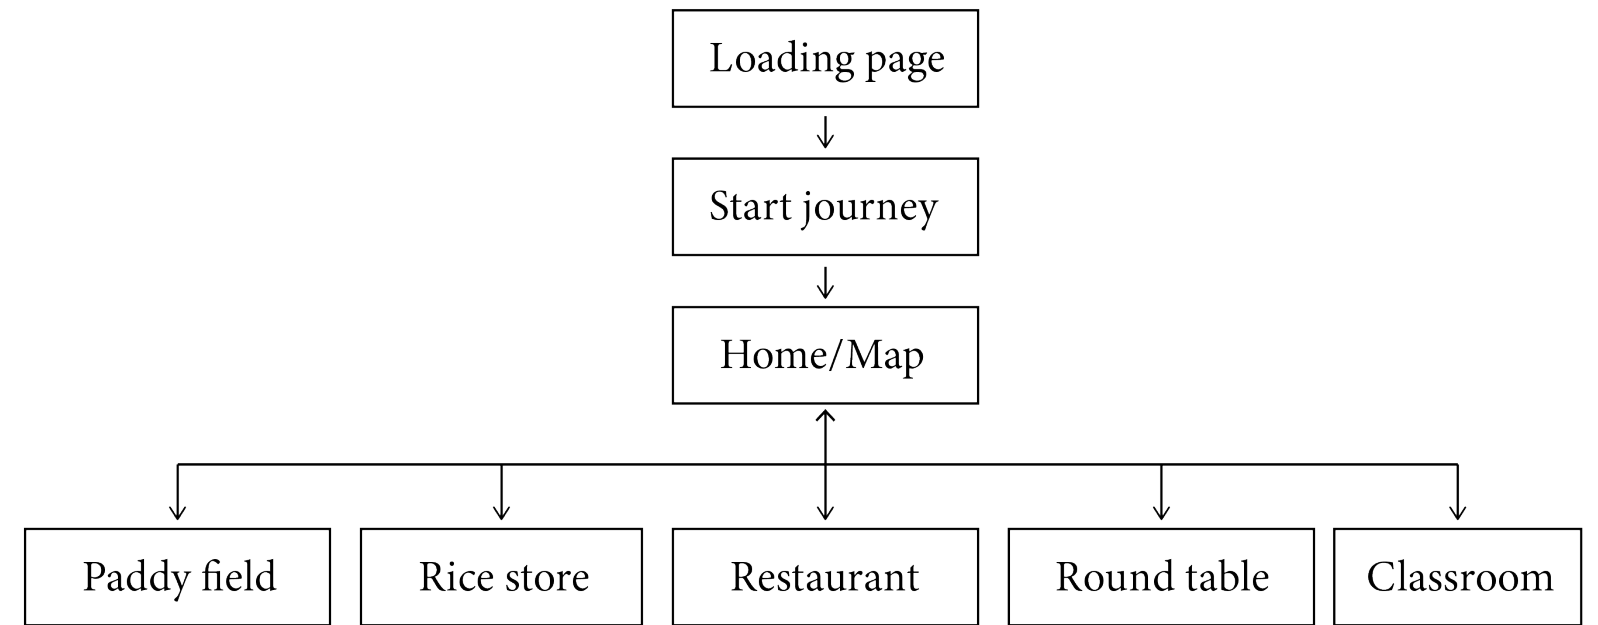 Loading page
Start journey
Home/Map
Paddy field
Rice store
Restaurant
Round table
Classroom